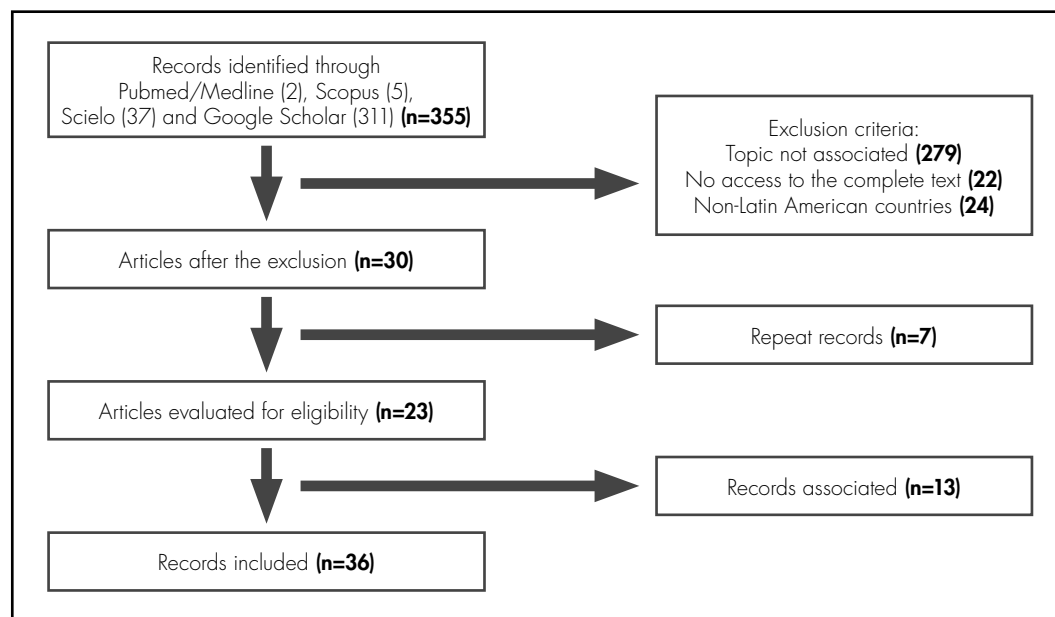 Records identified through
Pubmed/Medline (2), Scopus (5),
Scielo (37) and Google Scholar (311) (n=355)
Exclusion criteria:
Topic not associated (279)
No access to the complete text (22)
Non-Latin American countries (24)
Articles after the exclusion (n=30)
Repeat records (n=7)
Articles evaluated for eligibility (n=23)
Records associated (n=13)
Records included (n=36)